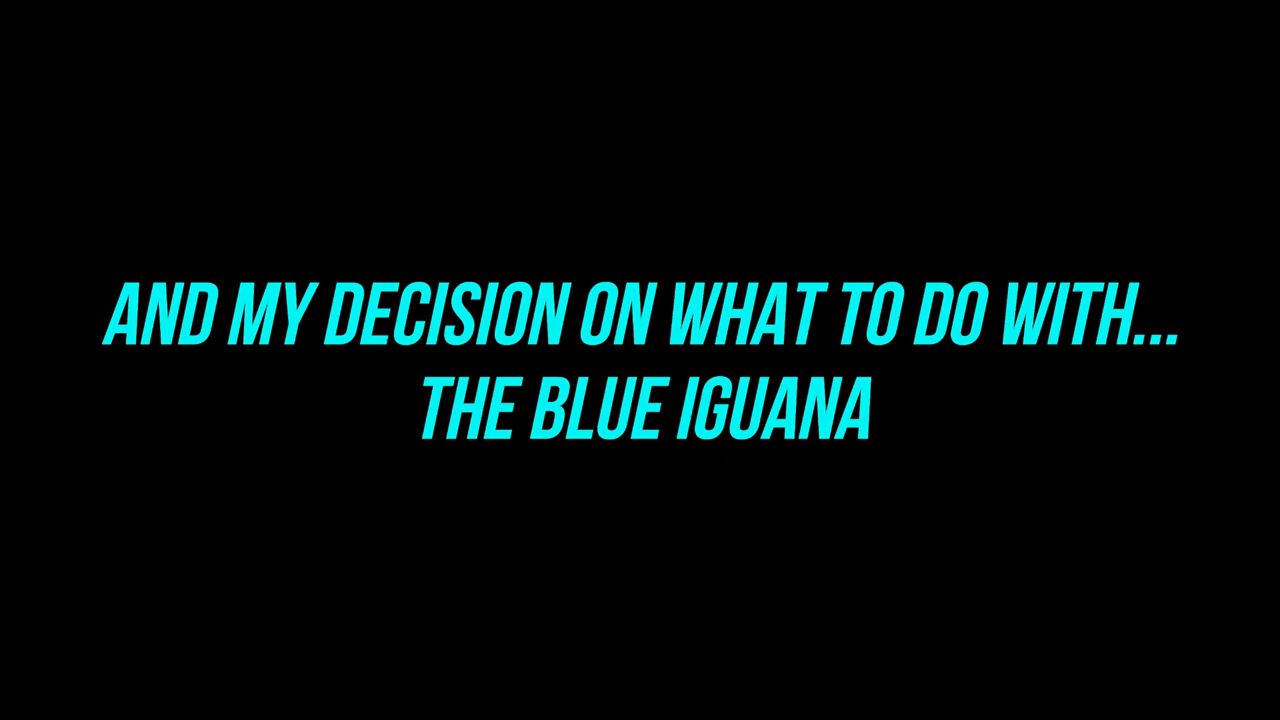 AND MY DECISION ON WHAT TO DO WITH...
THE BLUE IGUANA